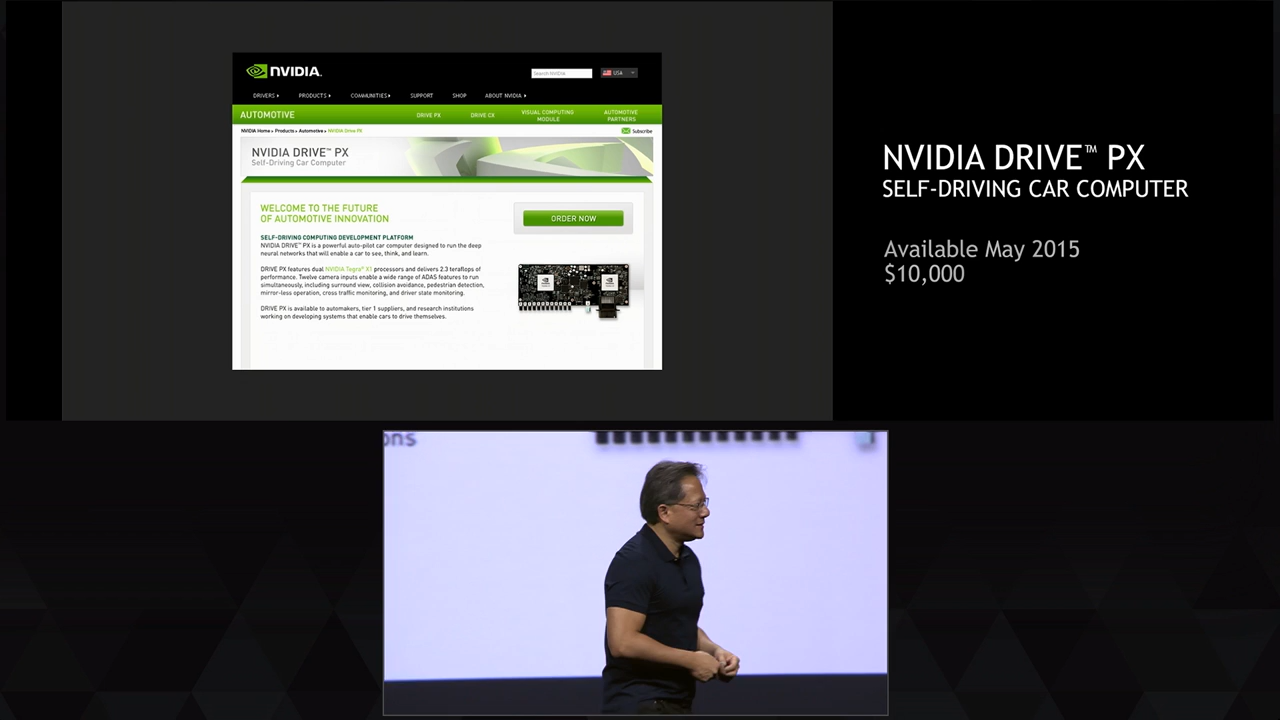 NVIDIA.
Search NVIDIA
USA
DRIVERS
PRODUCTS
COMMUNITIES
SUPPORT
SHOP
ABOUT NVIDIA
AUTOMOTIVE
DRIVE PX
DRIVE CX
VISUAL COMPUTING
MODULE
AUTOMOTIVE
PARTNERS
NVIDIA Home > Products > Automotive > NVIDIA Drive PX
Subscribe
NVIDIA DRIVE™ PX
Self-Driving Car Computer
WELCOME TO THE FUTURE
OF AUTOMOTIVE INNOVATION
ORDER NOW
SELF-DRIVING COMPUTING DEVELOPMENT PLATFORM
NVIDIA DRIVE™ PX is a powerful auto-pilot car computer designed to run the deep
neural networks that will enable a car to see, think, and learn.
DRIVE PX features dual NVIDIA Tegra® X1 processors and delivers 2.3 teraflops of
performance. Twelve camera inputs enable a wide range of ADAS features to run
simultaneously, including surround view, collision avoidance, pedestrian detection,
mirror-less operation, cross traffic monitoring, and driver state monitoring.
DRIVE PX is available to automakers, tier 1 suppliers, and research institutions
working on developing systems that enable cars to drive themselves.
NVIDIA DRIVE™ PX
SELF-DRIVING CAR COMPUTER
Available May 2015
$10,000
ons